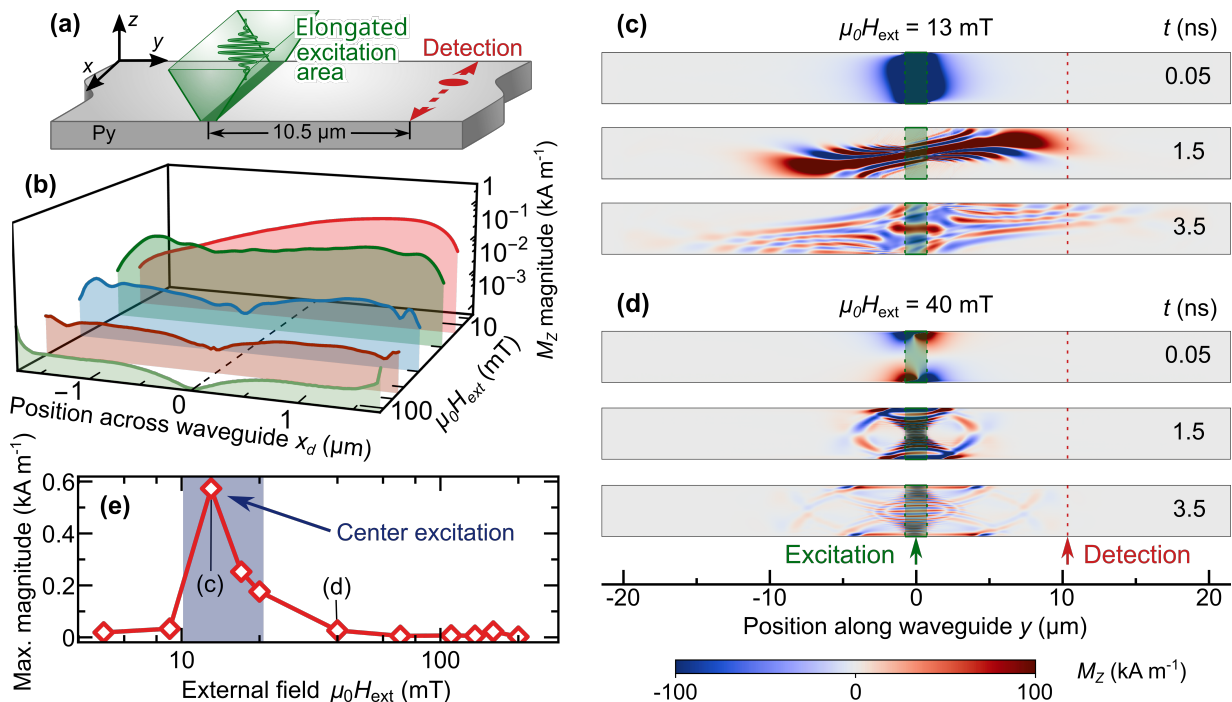 (a)
z
y
x
Elongated
excitation
area
Detection
Py
10.5 µm
(b)
1
10⁻¹
10⁻²
10⁻³
M_Z magnitude (kA m⁻¹)
10
100
µ₀H_ext (mT)
−1
0
1
Position across waveguide x_d (µm)
(e)
Max. magnitude (kA m⁻¹)
0.6
0.4
0.2
0
Center excitation
(c)
(d)
10
100
External field µ₀H_ext (mT)
(c)
µ₀H_ext = 13 mT
t (ns)
0.05
1.5
3.5
(d)
µ₀H_ext = 40 mT
t (ns)
0.05
1.5
3.5
Excitation
Detection
-20
-10
0
10
20
Position along waveguide y (µm)
-100
0
100
M_Z (kA m⁻¹)